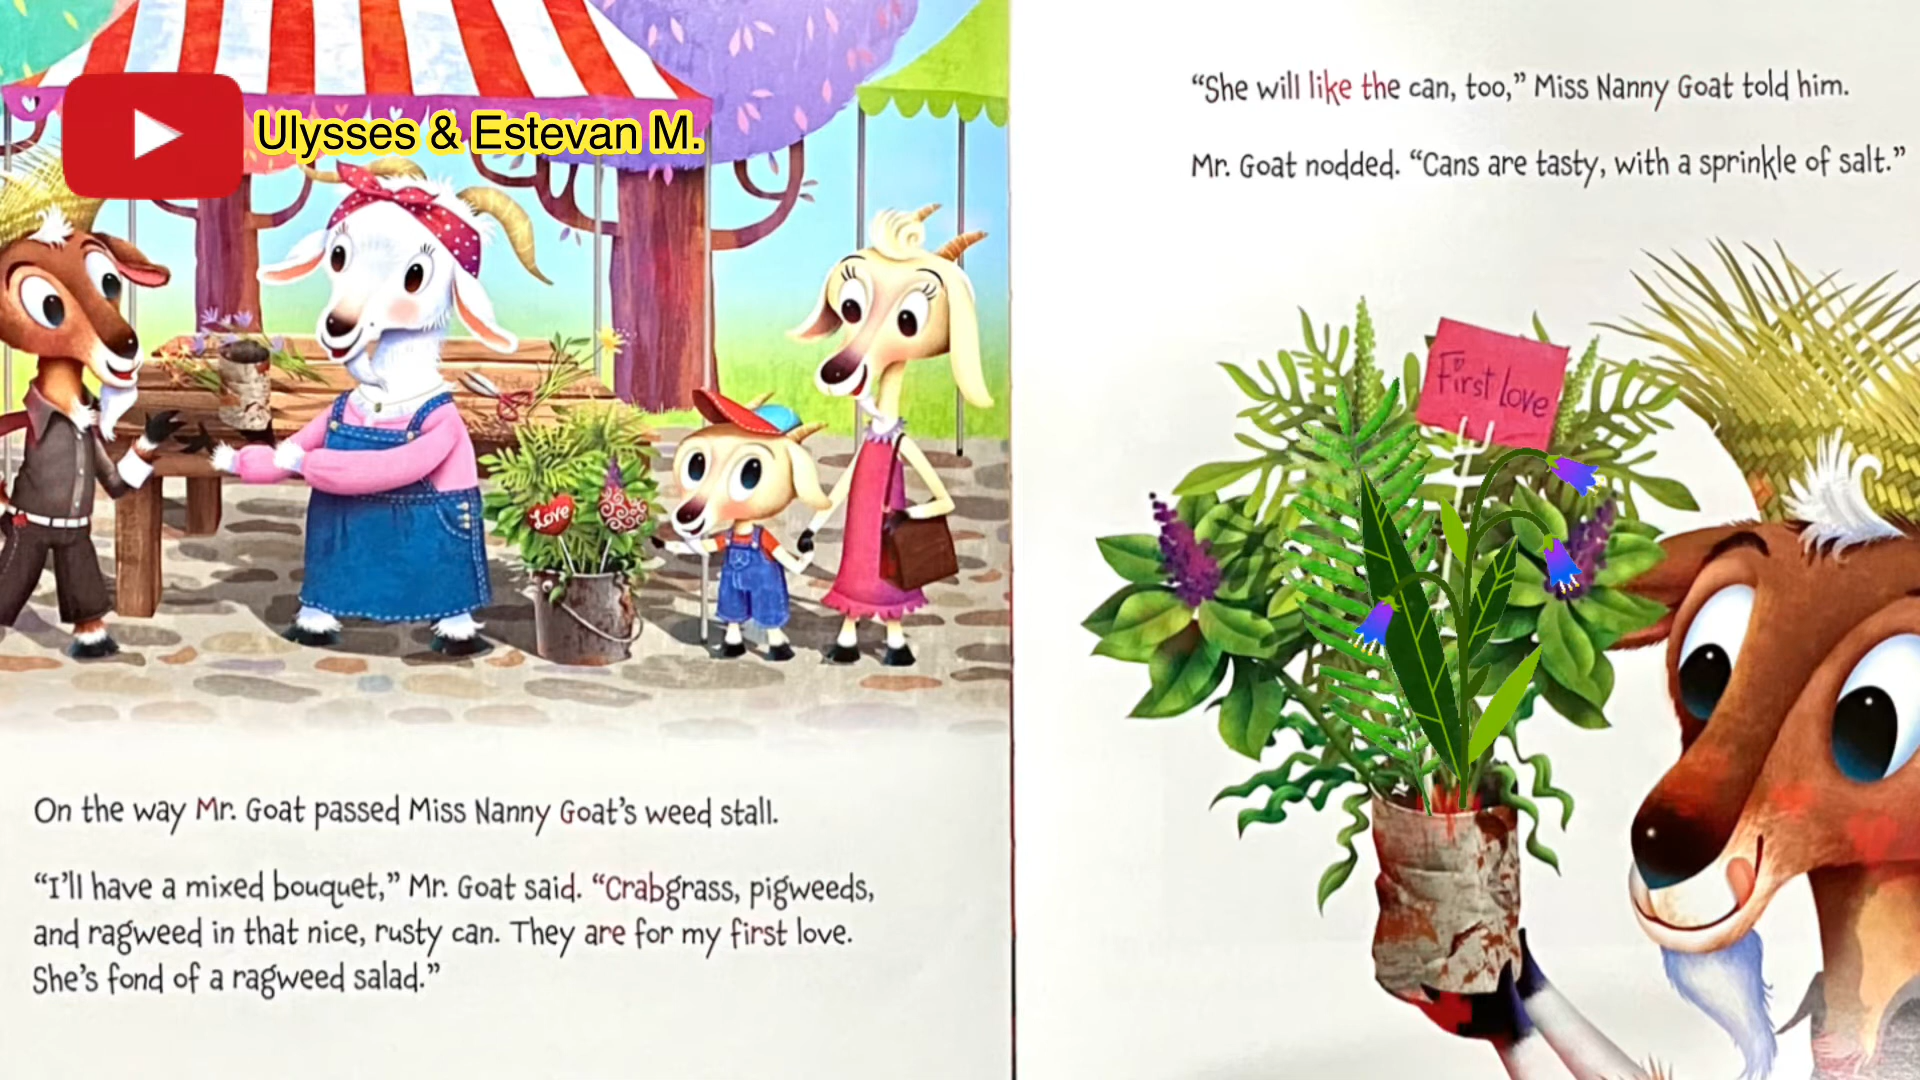 Ulysses & Estevan M.
Love
On the way Mr. Goat passed Miss Nanny Goat's weed stall.
“I'll have a mixed bouquet,” Mr. Goat said. “Crabgrass, pigweeds,
and ragweed in that nice, rusty can. They are for my first love.
She's fond of a ragweed salad.”
“She will like the can, too,” Miss Nanny Goat told him.
Mr. Goat nodded. “Cans are tasty, with a sprinkle of salt.”
First love